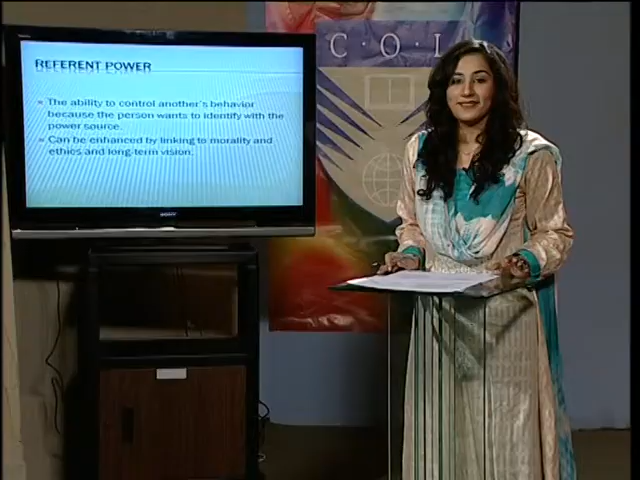 REFERENT POWER
The ability to control another's behavior
because the person wants to identify with the
power source.
Can be enhanced by linking to morality and
ethics and long-term vision.
SONY
C.O.L